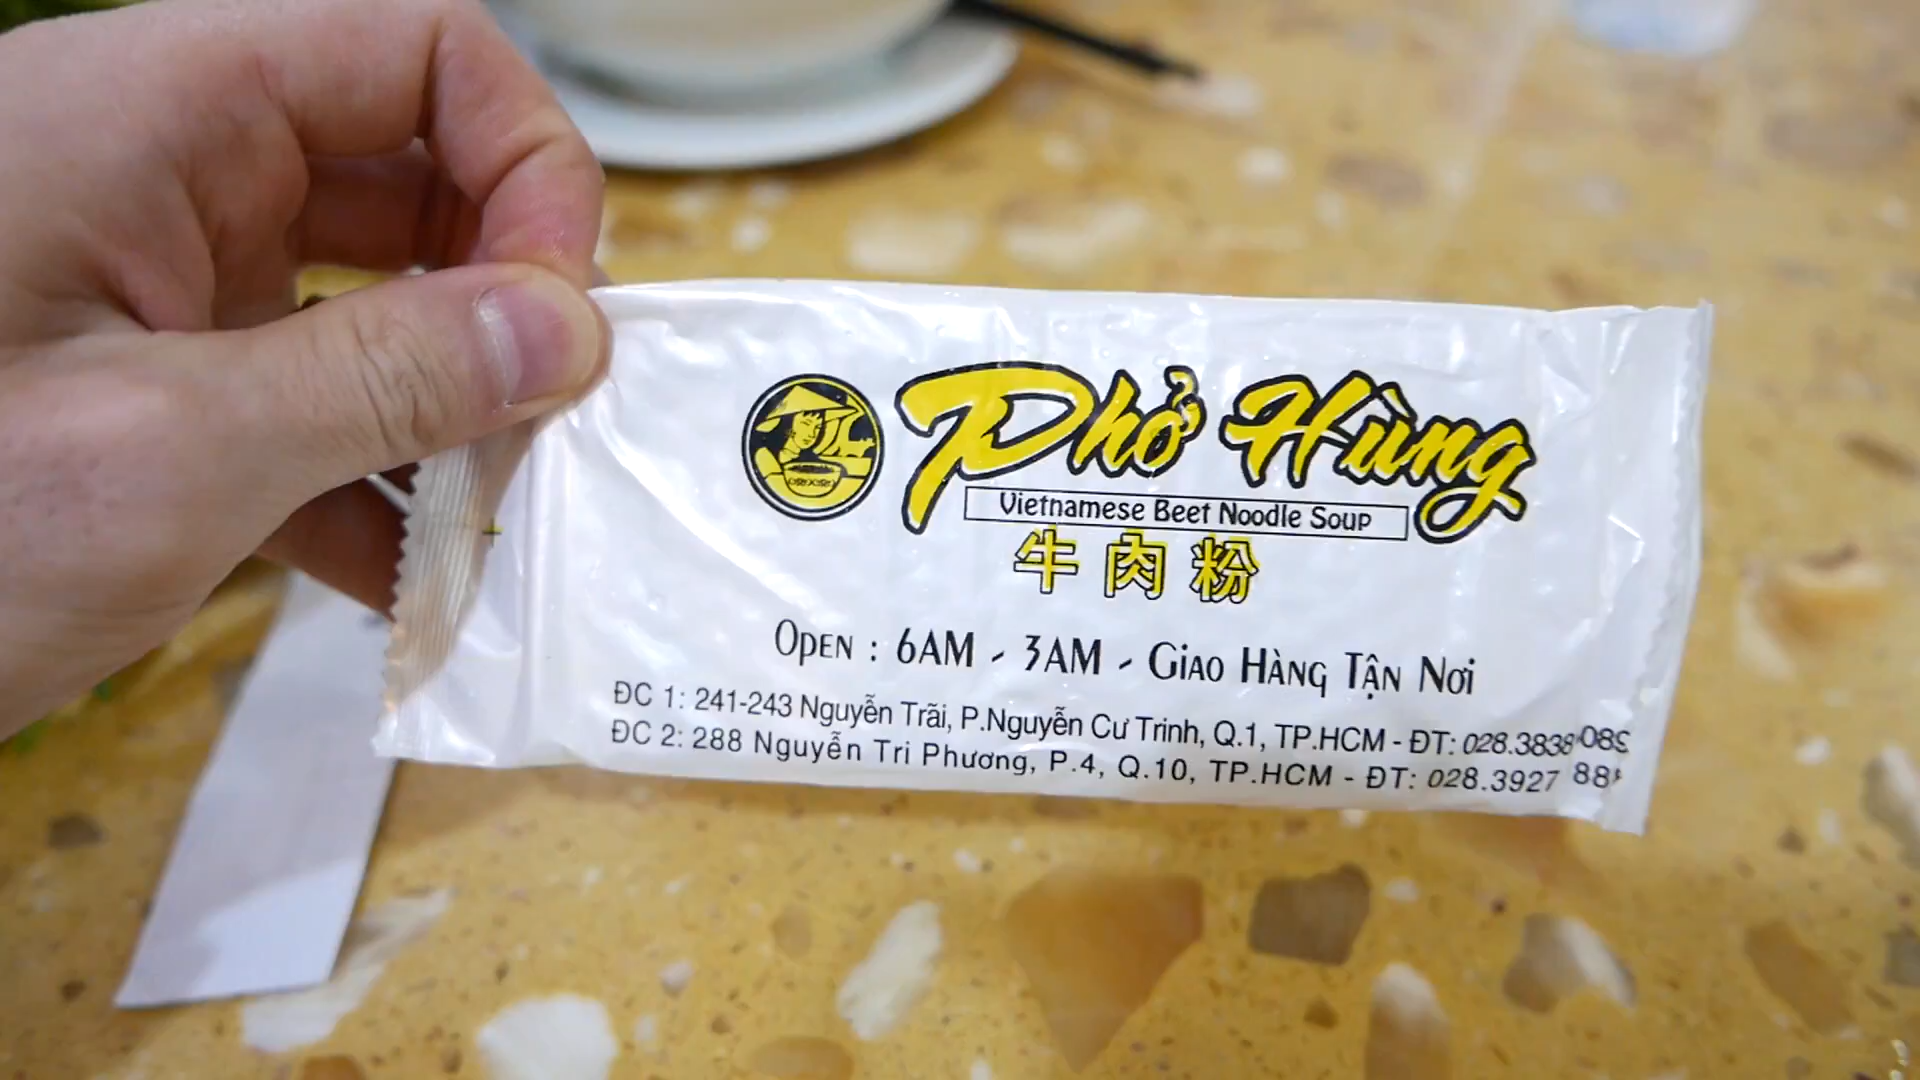 Phở Hùng
Vietnamese Beef Noodle Soup
牛肉粉
OPEN : 6AM - 3AM - GIAO HÀNG TẬN NƠI
ĐC 1: 241-243 Nguyễn Trãi, P.Nguyễn Cư Trinh, Q.1, TP.HCM - ĐT: 028.3838
ĐC 2: 288 Nguyễn Tri Phương, P.4, Q.10, TP.HCM - ĐT: 028.3927